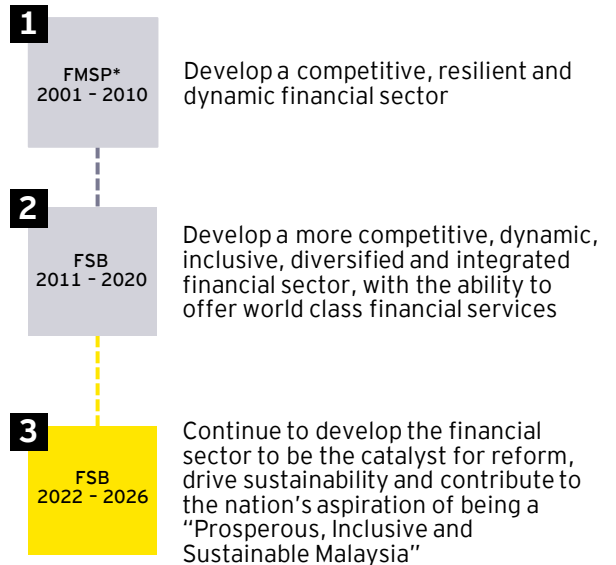 1
FMSP*
2001 – 2010
Develop a competitive, resilient and
dynamic financial sector
2
FSB
2011 – 2020
Develop a more competitive, dynamic,
inclusive, diversified and integrated
financial sector, with the ability to
offer world class financial services
3
FSB
2022 – 2026
Continue to develop the financial
sector to be the catalyst for reform,
drive sustainability and contribute to
the nation’s aspiration of being a
“Prosperous, Inclusive and
Sustainable Malaysia”